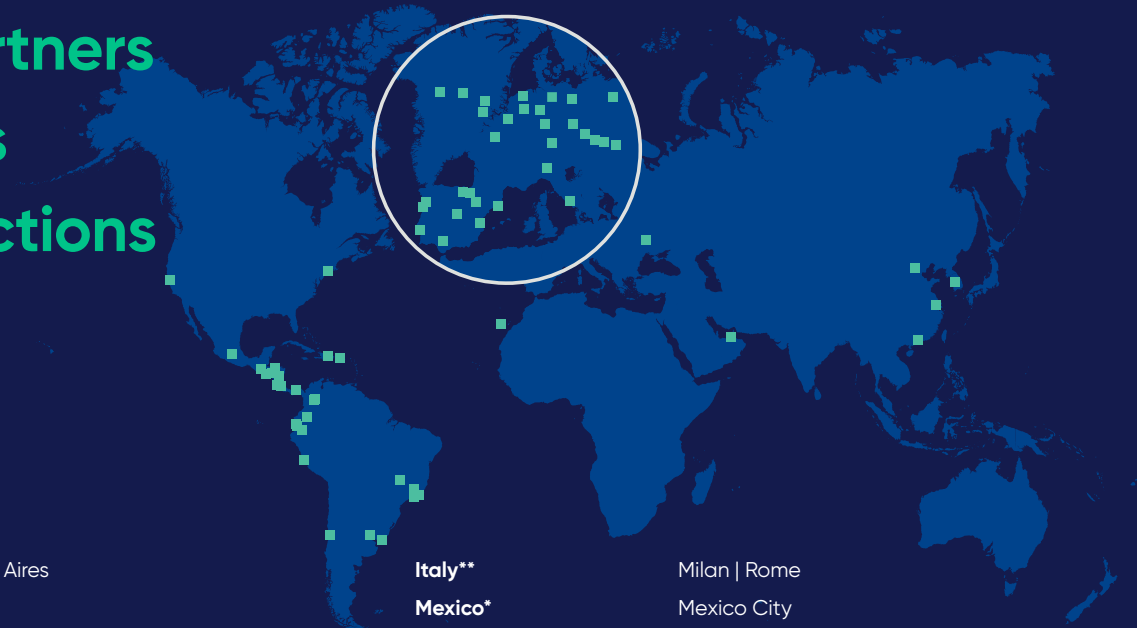 rtners
s
ctions
Aires
Italy** Milan | Rome
Mexico* Mexico City